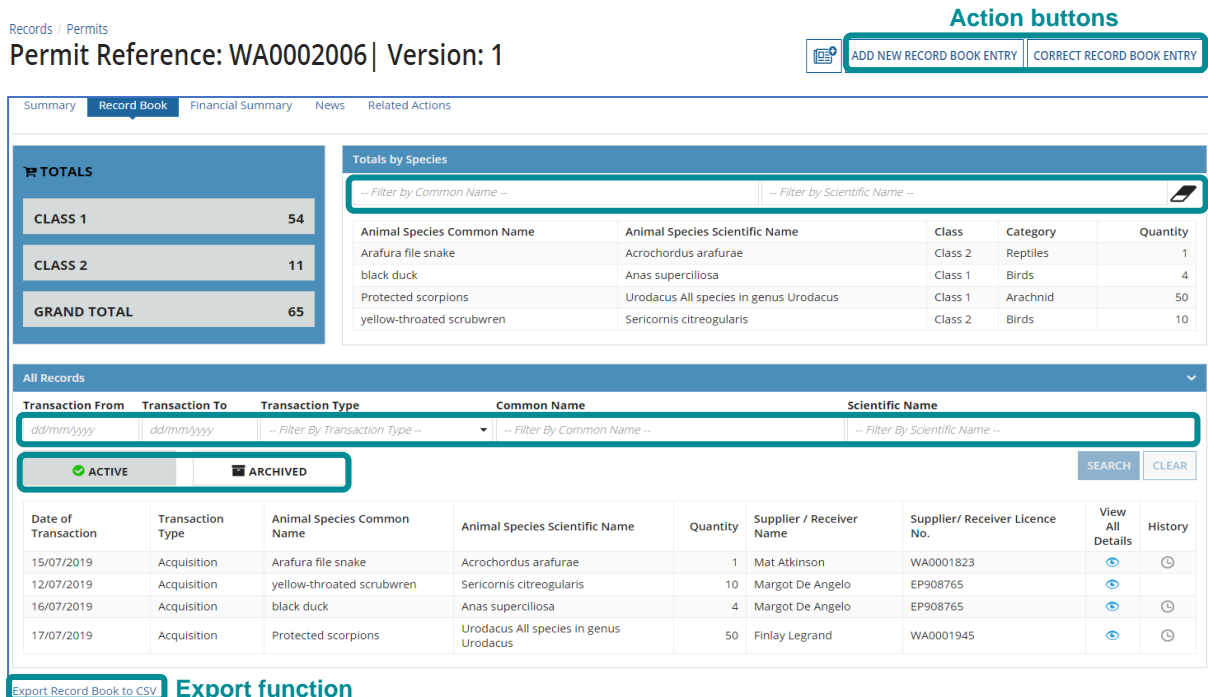 Action buttons
Records / Permits
Permit Reference: WA0002006| Version: 1
ADD NEW RECORD BOOK ENTRY CORRECT RECORD BOOK ENTRY
Summary Record Book Financial Summary News Related Actions
TOTALS
CLASS 1 54
CLASS 2 11
GRAND TOTAL 65
Totals by Species
-- Filter by Common Name -- -- Filter by Scientific Name --
Animal Species Common Name Animal Species Scientific Name Class Category Quantity
Arafura file snake Acrochordus arafurae Class 2 Reptiles 1
black duck Anas superciliosa Class 1 Birds 4
Protected scorpions Urodacus All species in genus Urodacus Class 1 Arachnid 50
yellow-throated scrubwren Sericornis citreogularis Class 2 Birds 10
All Records
Transaction From Transaction To Transaction Type Common Name Scientific Name
dd/mm/yyyy dd/mm/yyyy -- Filter By Transaction Type -- -- Filter By Common Name -- -- Filter By Scientific Name --
ACTIVE ARCHIVED SEARCH CLEAR
Date of Transaction Transaction Type Animal Species Common Name Animal Species Scientific Name Quantity Supplier / Receiver Name Supplier/ Receiver Licence No. View All Details History
15/07/2019 Acquisition Arafura file snake Acrochordus arafurae 1 Mat Atkinson WA0001823
12/07/2019 Acquisition yellow-throated scrubwren Sericornis citreogularis 10 Margot De Angelo EP908765
16/07/2019 Acquisition black duck Anas superciliosa 4 Margot De Angelo EP908765
17/07/2019 Acquisition Protected scorpions Urodacus All species in genus Urodacus 50 Finlay Legrand WA0001945
Export Record Book to CSV Export function